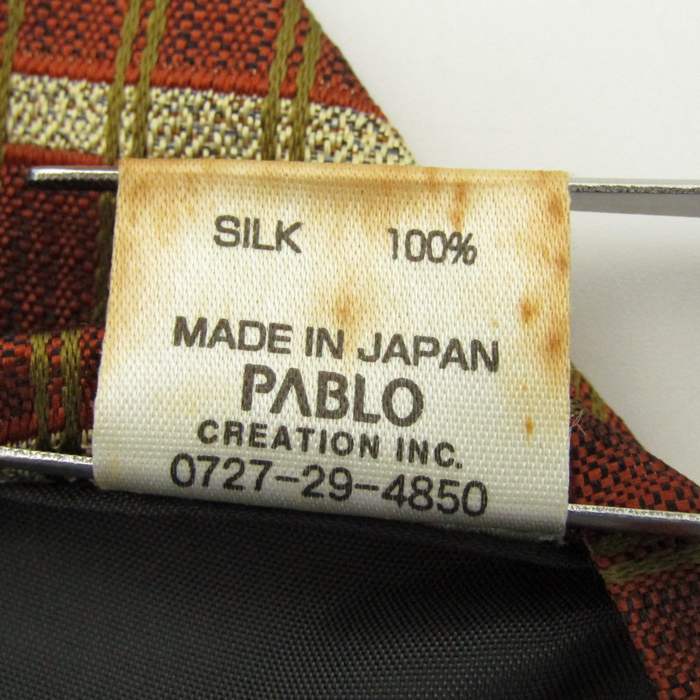 SILK 100%
MADE IN JAPAN
PABLO
CREATION INC.
0727-29-4850